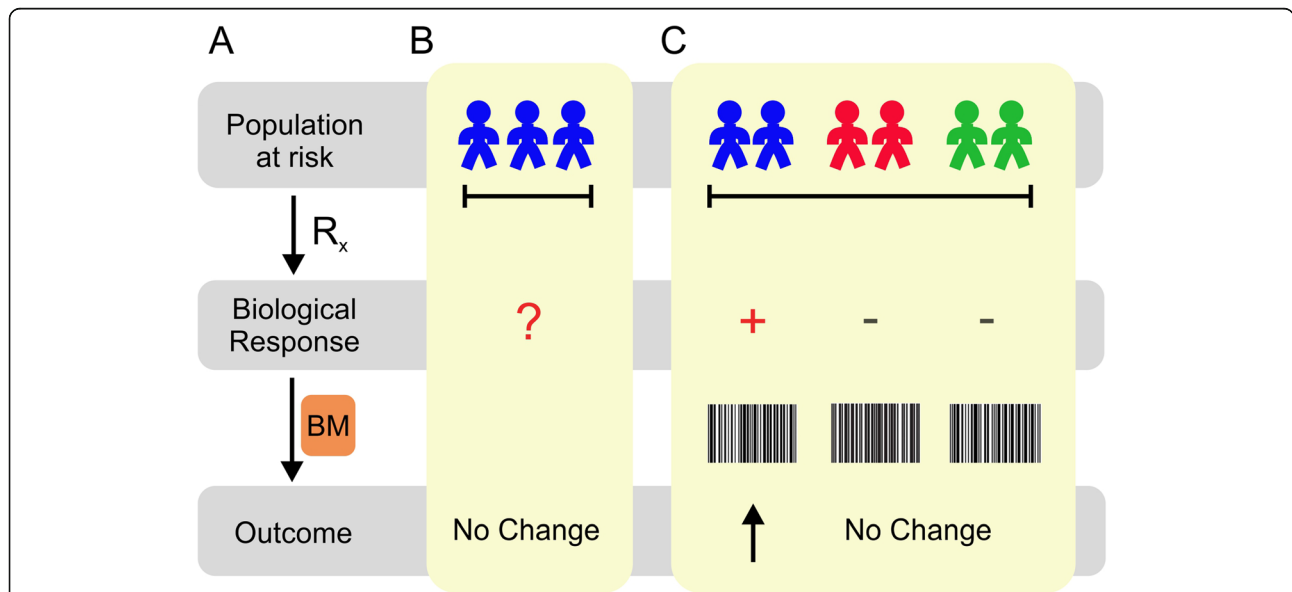 A
B
C
Population
at risk
Rx
Biological
Response
?
+
-
-
BM
Outcome
No Change
No Change